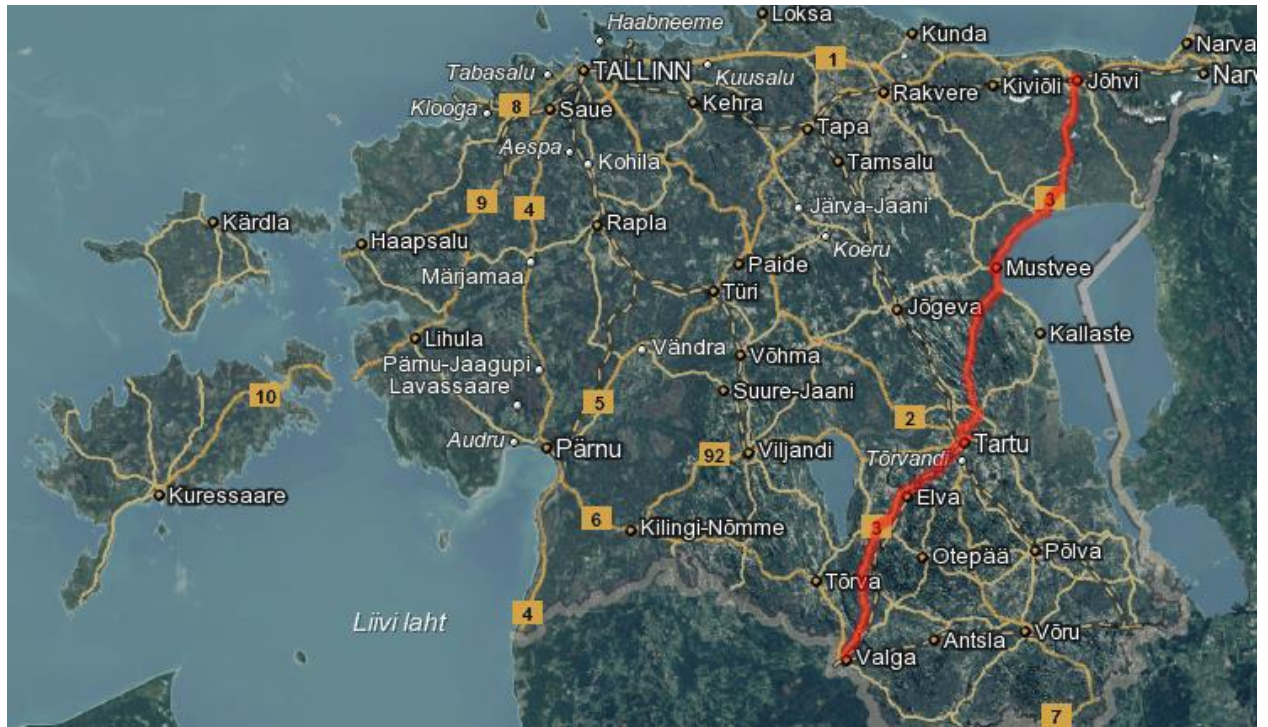 Loksa
Haabneeme
Kunda
Narva
1
TALLINN
Tabasalu
Kuusalu
Kiviõli
Jõhvi
Narv
Klooga
8
Saue
Kehra
Rakvere
Tapa
Aespa
Kohila
Tamsalu
9
4
3
Järva-Jaani
Kärdla
Rapla
Haapsalu
Koeru
Märjamaa
Paide
Mustvee
Türi
Jõgeva
Lihula
Vändra
Võhma
Kallaste
Pärnu-Jaagupi
Lavassaare
10
5
Suure-Jaani
2
Audru
Pärnu
92
Viljandi
Tõrvandi
Tartu
Kuressaare
Elva
6
Kilingi-Nõmme
3
Otepää
Põlva
Tõrva
4
Liivi laht
Valga
Antsla
Võru
7